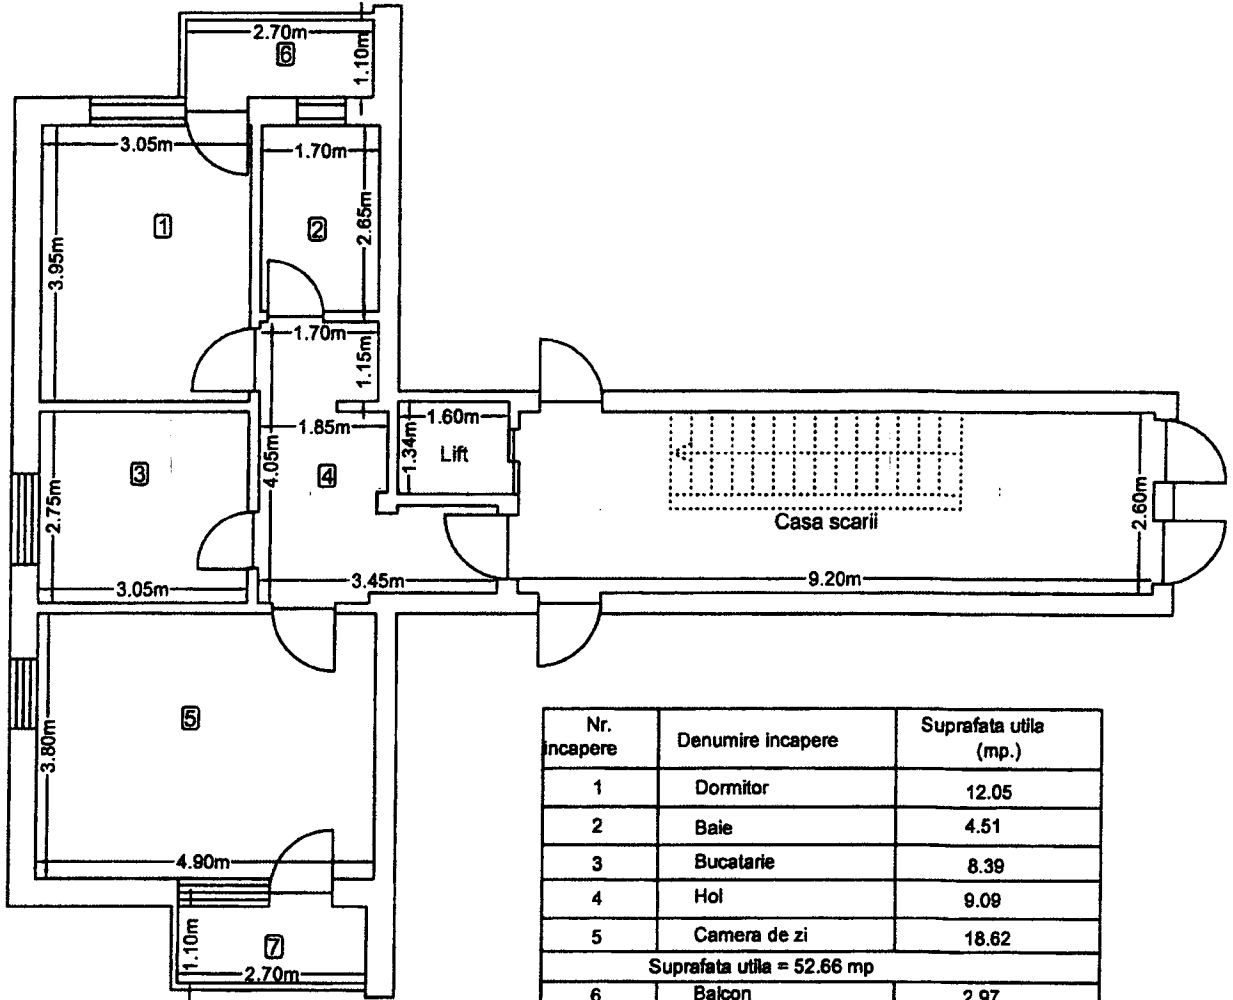 2.70m
6
1.10m
3.05m
1.70m
1
2
2.65m
3.95m
1.70m
1.15m
1.85m
1.60m
1.34m
Lift
4.05m
3
4
2.75m
2.60m
Casa scarii
3.05m
3.45m
9.20m
5
3.80m
4.90m
7
1.10m
2.70m
Nr. incapere Denumire incapere Suprafata utila (mp.)
1 Dormitor 12.05
2 Baie 4.51
3 Bucatarie 8.39
4 Hol 9.09
5 Camera de zi 18.62
Suprafata utila = 52.66 mp
6 Balcon 2.97